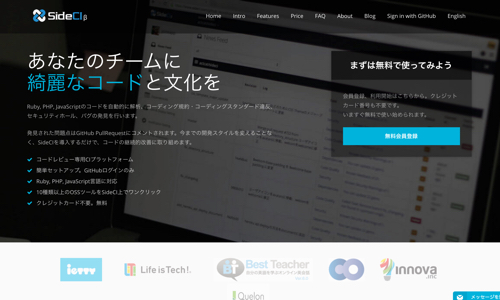 SideCI β
Home Intro Features Price FAQ About Blog Sign in with GitHub English
あなたのチームに
綺麗なコードと文化を
Ruby, PHP, JavaScriptのコードを自動的に解析。コーディング規約・コーディングスタンダード違反、
セキュリティホール、バグの発見を行います。
発見された問題点はGitHub PullRequestにコメントされます。今までの開発スタイルを変えることな
く、SideCIを導入するだけで、コードの継続的改善に取り組めます。
コードレビュー専用CIプラットフォーム
簡単セットアップ。GitHubログインのみ
Ruby, PHP, JavaScript言語に対応
10種類以上のOSSツールをSideCI上でワンクリック
クレジットカード不要。無料
まずは無料で使ってみよう
会員登録、利用開始はこちらから。クレジット
カード番号も不要です。
いますぐ無料で使い始められます。
無料会員登録
Life is Tech!.
BT Best Teacher
innova.inc
Quelon
メッセージを